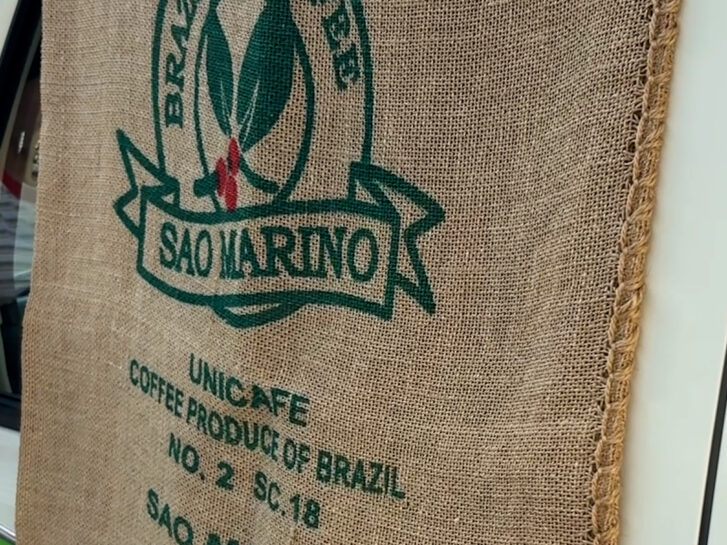 SAO MARINO
UNICAFE
COFFEE PRODUCE OF BRAZIL
NO. 2 SC.18
SAO